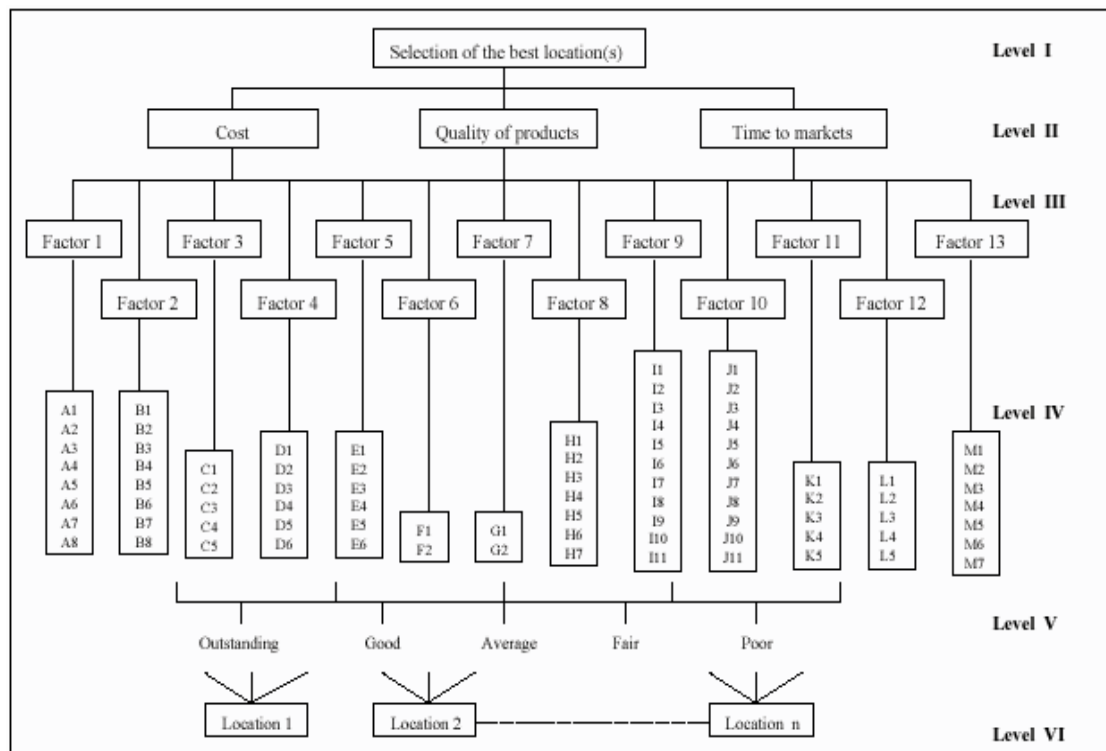 Selection of the best location(s)
Level I
Cost
Quality of products
Time to markets
Level II
Level III
Factor 1
Factor 3
Factor 5
Factor 7
Factor 9
Factor 11
Factor 13
Factor 2
Factor 4
Factor 6
Factor 8
Factor 10
Factor 12
Level IV
A1
A2
A3
A4
A5
A6
A7
A8
B1
B2
B3
B4
B5
B6
B7
B8
C1
C2
C3
C4
C5
D1
D2
D3
D4
D5
D6
E1
E2
E3
E4
E5
E6
F1
F2
G1
G2
H1
H2
H3
H4
H5
H6
H7
I1
I2
I3
I4
I5
I6
I7
I8
I9
I10
I11
J1
J2
J3
J4
J5
J6
J7
J8
J9
J10
J11
K1
K2
K3
K4
K5
L1
L2
L3
L4
L5
M1
M2
M3
M4
M5
M6
M7
Outstanding
Good
Average
Fair
Poor
Level V
Location 1
Location 2
Location n
Level VI